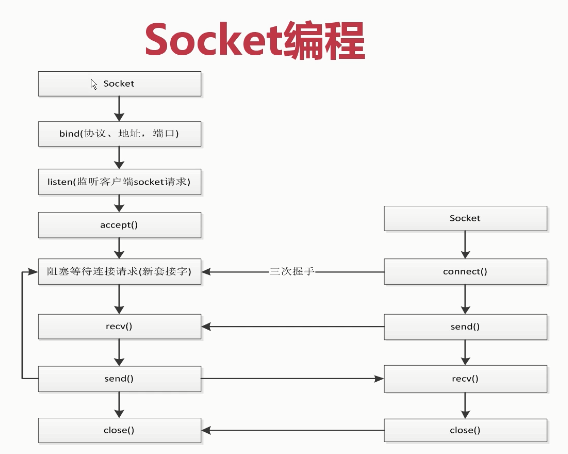 Socket编程
Socket
bind(协议、地址，端口)
listen(监听客户端socket请求)
accept()
阻塞等待连接请求(新套接字)
recv()
send()
close()
三次握手
Socket
connect()
send()
recv()
close()